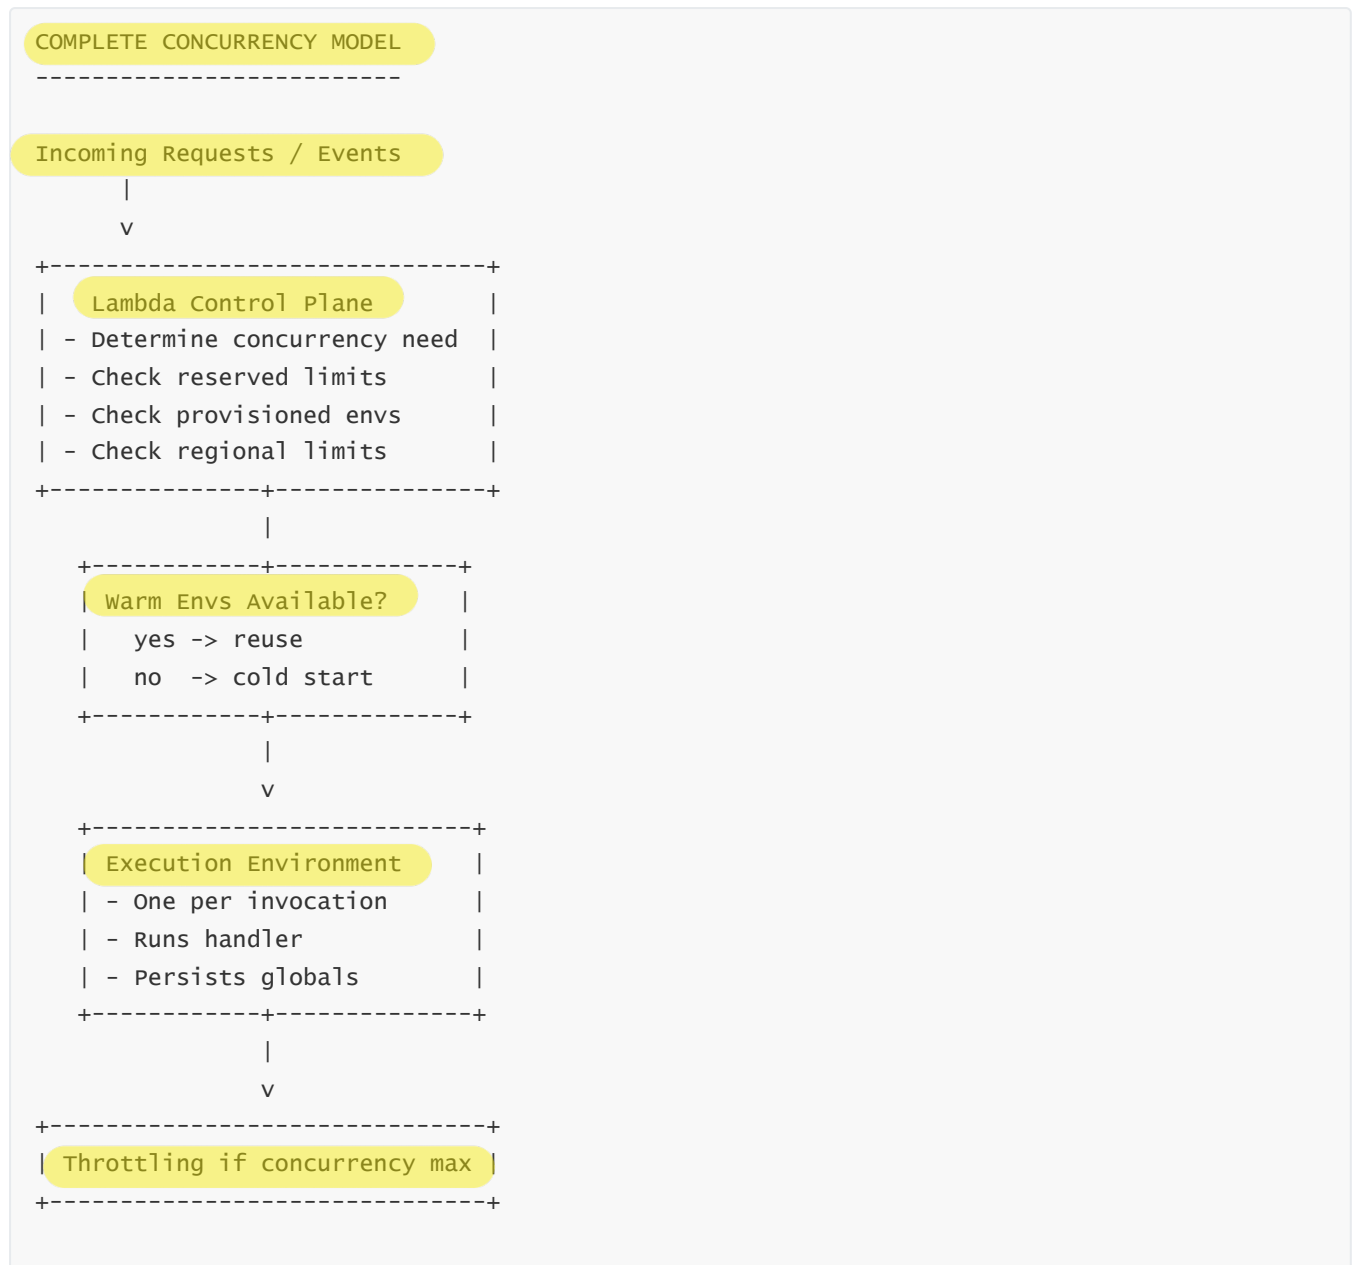 COMPLETE CONCURRENCY MODEL
--------------------------
Incoming Requests / Events
      |
      v
+-------------------------------+
|   Lambda Control Plane        |
| - Determine concurrency need  |
| - Check reserved limits       |
| - Check provisioned envs      |
| - Check regional limits       |
+---------------+---------------+
                |
   +------------+-------------+
   | Warm Envs Available?     |
   |   yes -> reuse           |
   |   no  -> cold start      |
   +------------+-------------+
                |
                v
   +---------------------------+
   | Execution Environment     |
   | - One per invocation      |
   | - Runs handler            |
   | - Persists globals        |
   +------------+--------------+
                |
                v
+-------------------------------+
| Throttling if concurrency max |
+-------------------------------+